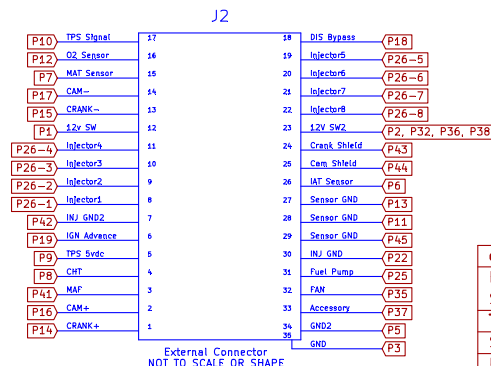 J2
P10 TPS Signal 17 18 DIS Bypass P18
P12 O2 Sensor 16 19 Injector5 P26-5
P7 MAT Sensor 15 20 Injector6 P26-6
P17 CAM- 14 21 Injector7 P26-7
P15 CRANK- 13 22 Injector8 P26-8
P1 12v SW 12 23 12V SW2 P2, P32, P36, P38
P26-4 Injector4 11 24 Crank Shield P43
P26-3 Injector3 10 25 Cam Shield P44
P26-2 Injector2 9 26 IAT Sensor P6
P26-1 Injector1 8 27 Sensor GND P13
P42 INJ GND2 7 28 Sensor GND P11
P19 IGN Advance 6 29 Sensor GND P45
P9 TPS 5vdc 5 30 INJ GND P22
P8 CHT 4 31 Fuel Pump P25
P41 MAF 3 32 FAN P35
P16 CAM+ 2 33 Accessory P37
P14 CRANK+ 1 34 GND2 P5
35 GND P3
External Connector
NOT TO SCALE OR SHAPE